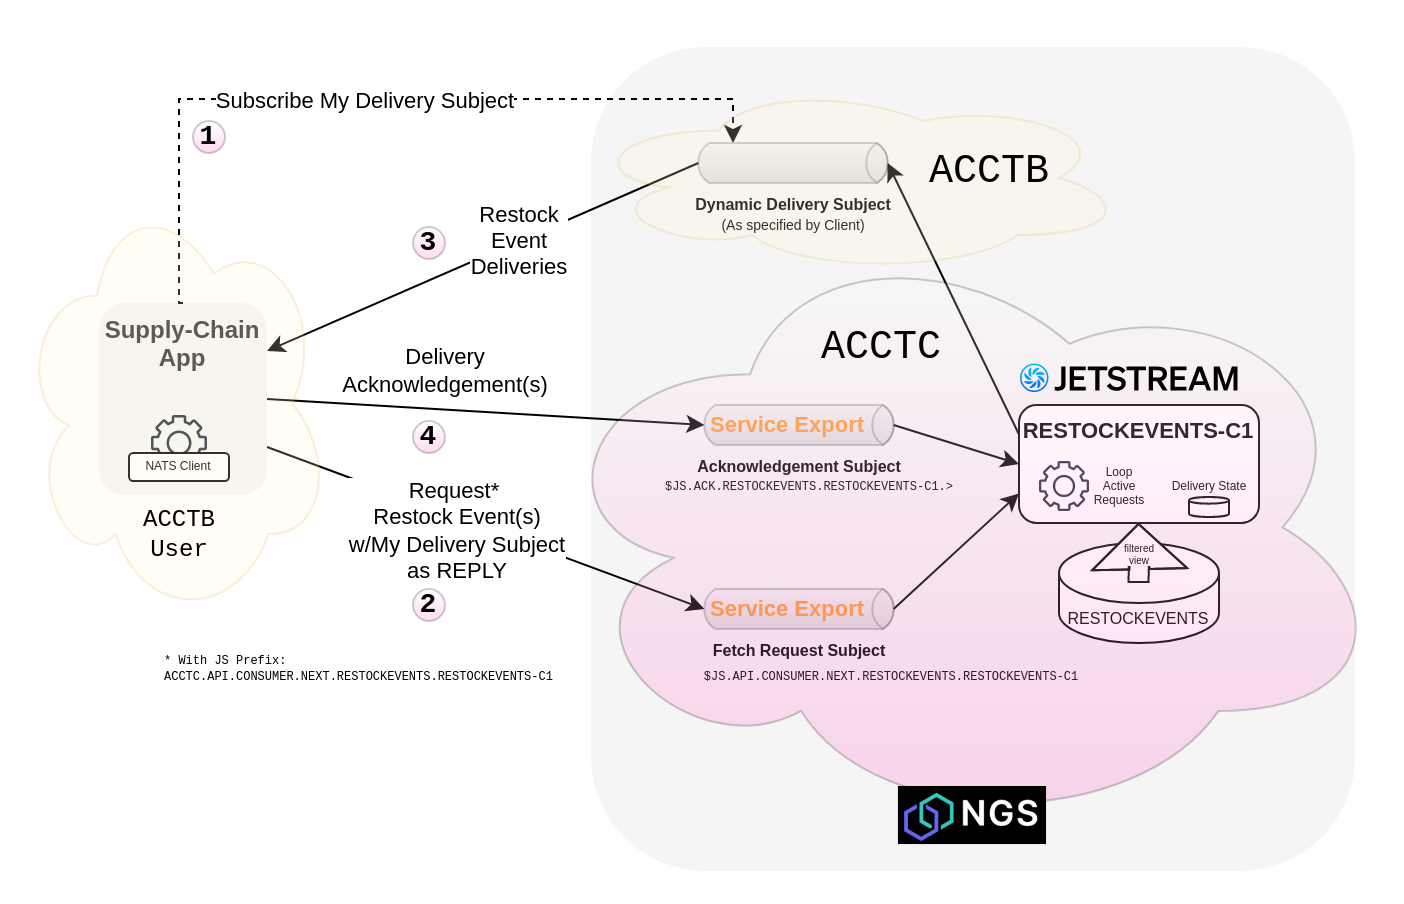 Subscribe My Delivery Subject
1
ACCTB
Dynamic Delivery Subject
(As specified by Client)
Restock
Event
Deliveries
3
Supply-Chain
App
NATS Client
ACCTB
User
Delivery
Acknowledgement(s)
4
ACCTC
JETSTREAM
Service Export
Acknowledgement Subject
$JS.ACK.RESTOCKEVENTS.RESTOCKEVENTS-C1.>
RESTOCKEVENTS-C1
Loop
Active
Requests
Delivery State
filtered
view
RESTOCKEVENTS
Request*
Restock Event(s)
w/My Delivery Subject
as REPLY
2
Service Export
Fetch Request Subject
$JS.API.CONSUMER.NEXT.RESTOCKEVENTS.RESTOCKEVENTS-C1
* With JS Prefix:
ACCTC.API.CONSUMER.NEXT.RESTOCKEVENTS.RESTOCKEVENTS-C1
NGS